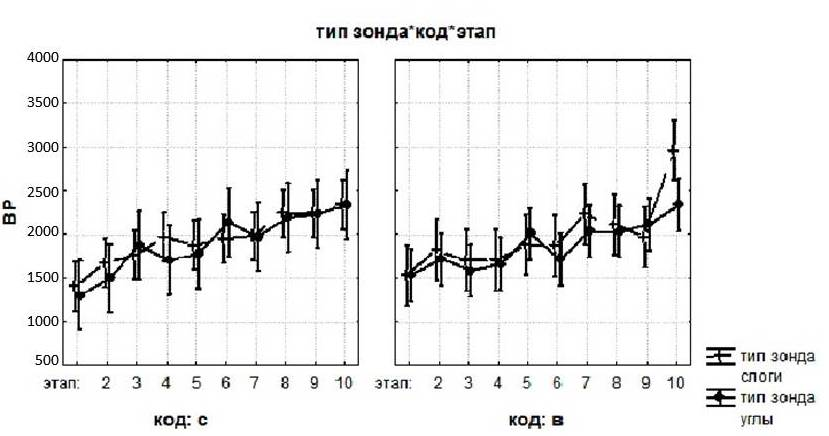 тип зонда*код*этап
4000
3500
3000
2500
2000
1500
1000
500
ВР
этап: 2 3 4 5 6 7 8 9 10
этап: 2 3 4 5 6 7 8 9 10
код: с
код: в
тип зонда
слоги
тип зонда
углы